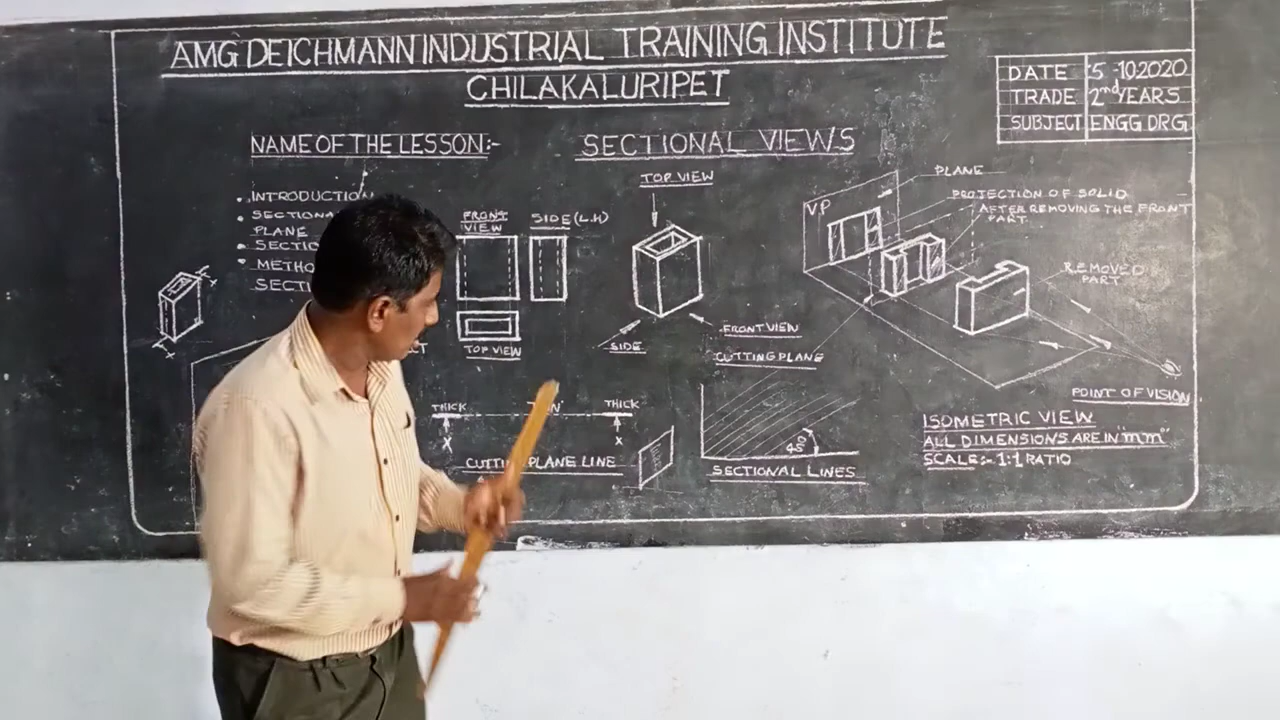 AMG DEICHMANN INDUSTRIAL TRAINING INSTITUTE
CHILAKALURIPET
DATE 5-10 2020
TRADE 2nd YEARS
SUBJECT ENGG DRG
NAME OF THE LESSON:- SECTIONAL VIEWS
INTRODUCTION
PLANE
FRONT VIEW
SIDE (L.H)
TOP VIEW
TOP VIEW
FRONT VIEW
SIDE
V.P
PLANE
PROJECTION OF SOLID
AFTER REMOVING THE FRONT
PART
REMOVED
PART
POINT OF VISION
CUTTING PLANE
THICK
THICK
X
X
CUTTING PLANE LINE
45°
SECTIONAL LINES
ISOMETRIC VIEW
ALL DIMENSIONS ARE IN "mm"
SCALE:- 1:1 RATIO